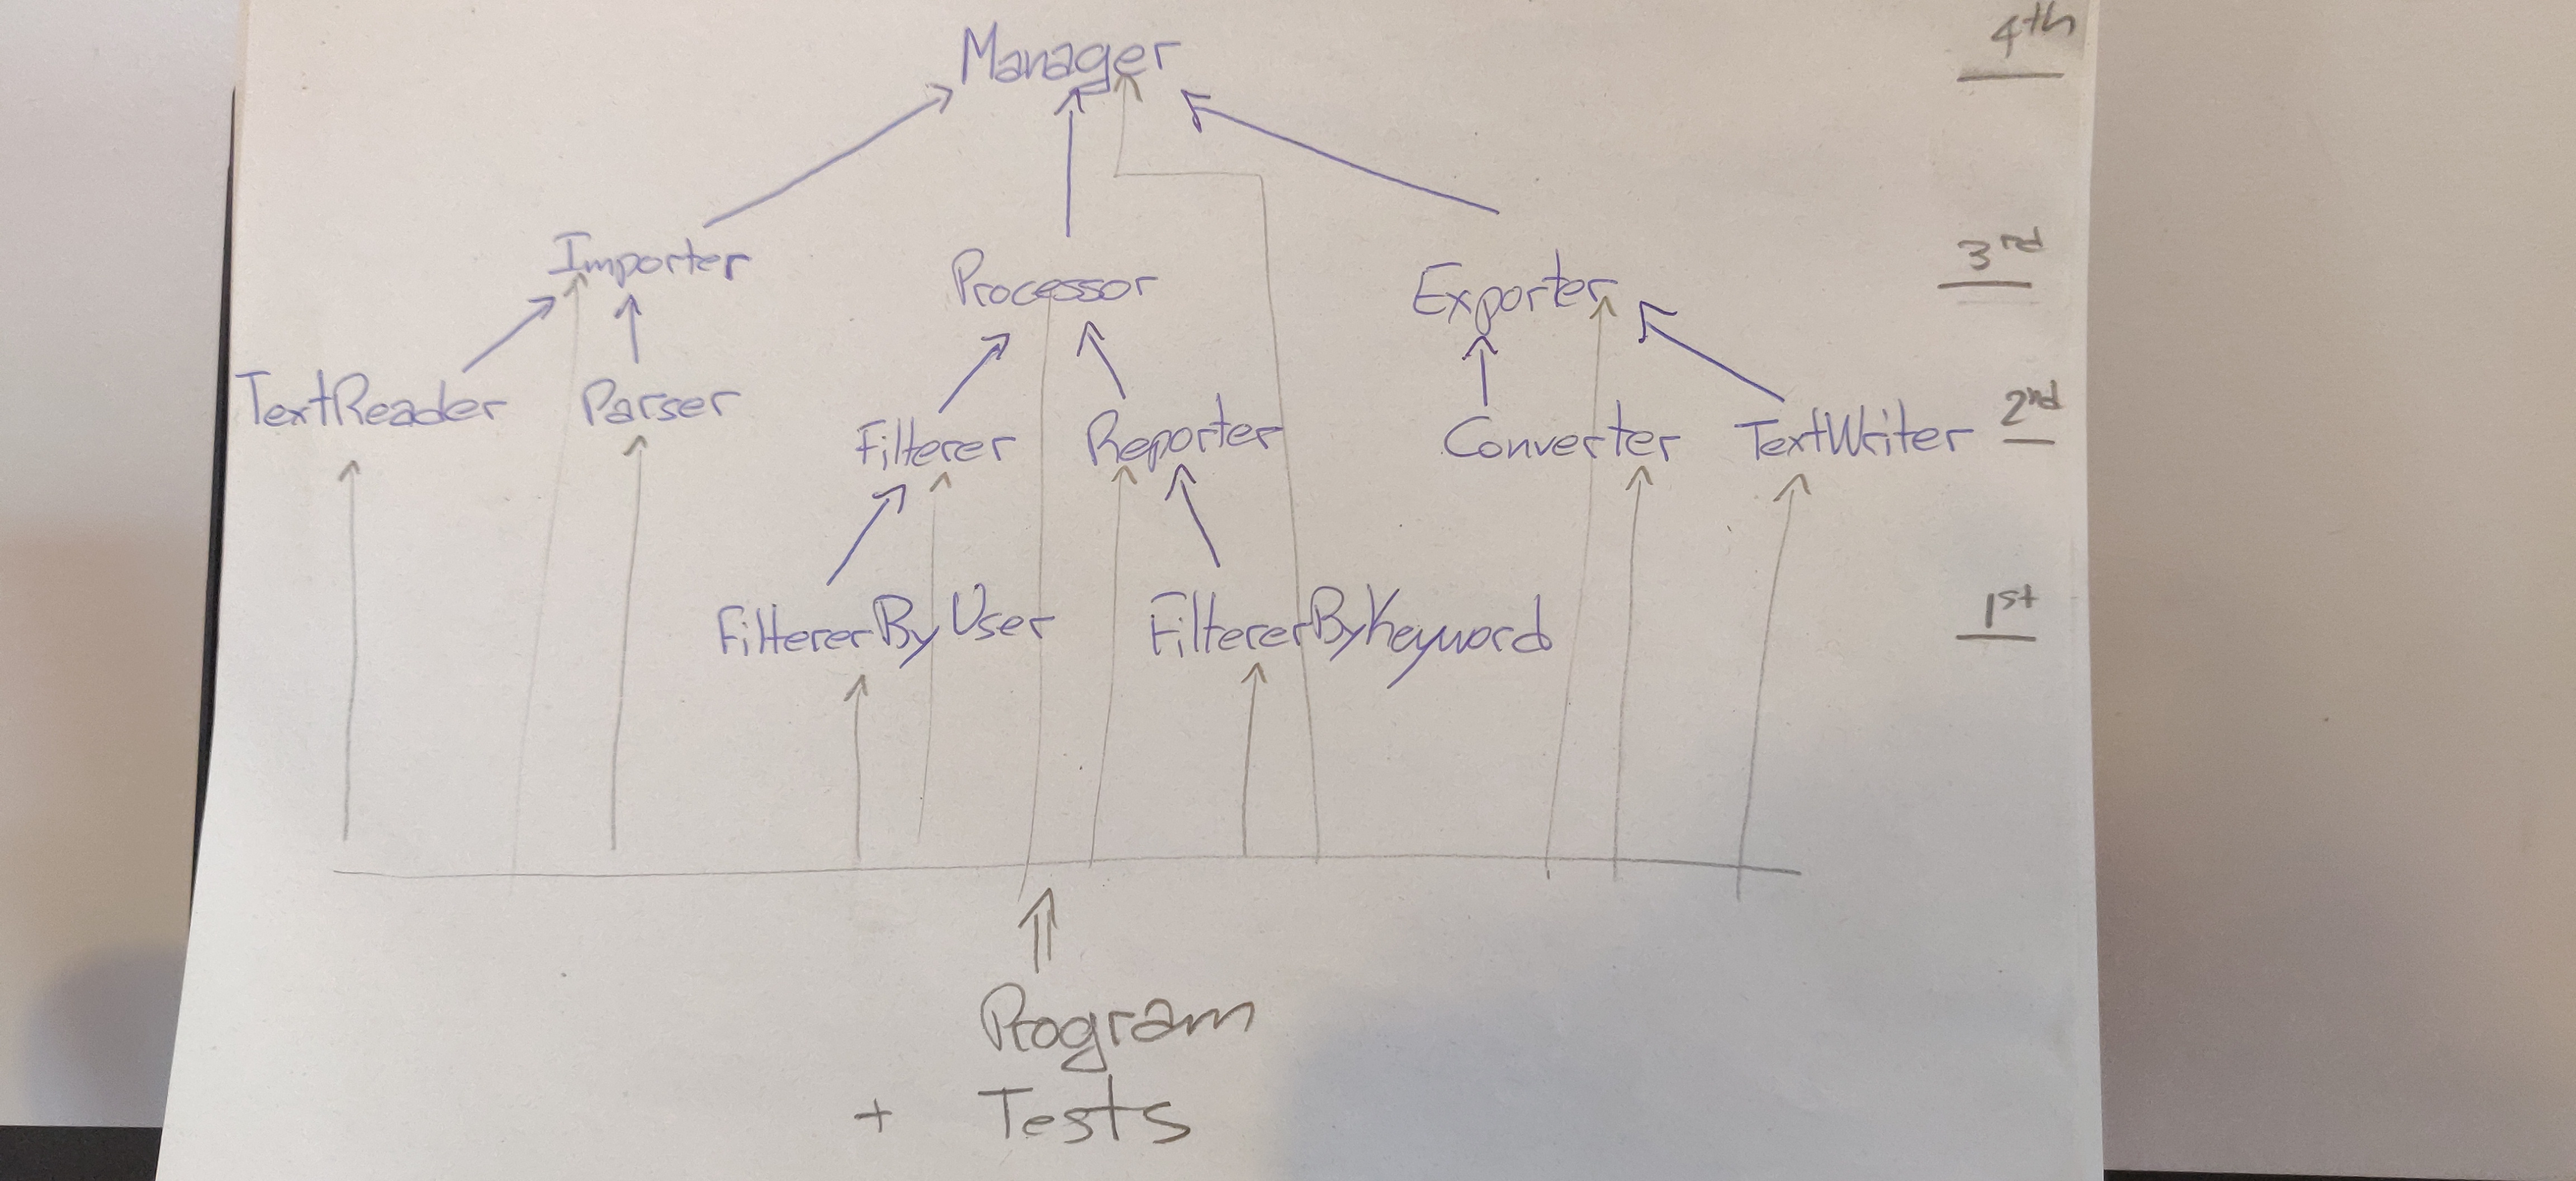 Manager 4th
Importer Processor Exporter 3rd
TextReader Parser Filterer Reporter Converter TextWriter 2nd
FiltererByUser FiltererByKeyword 1st
Program
+ Tests